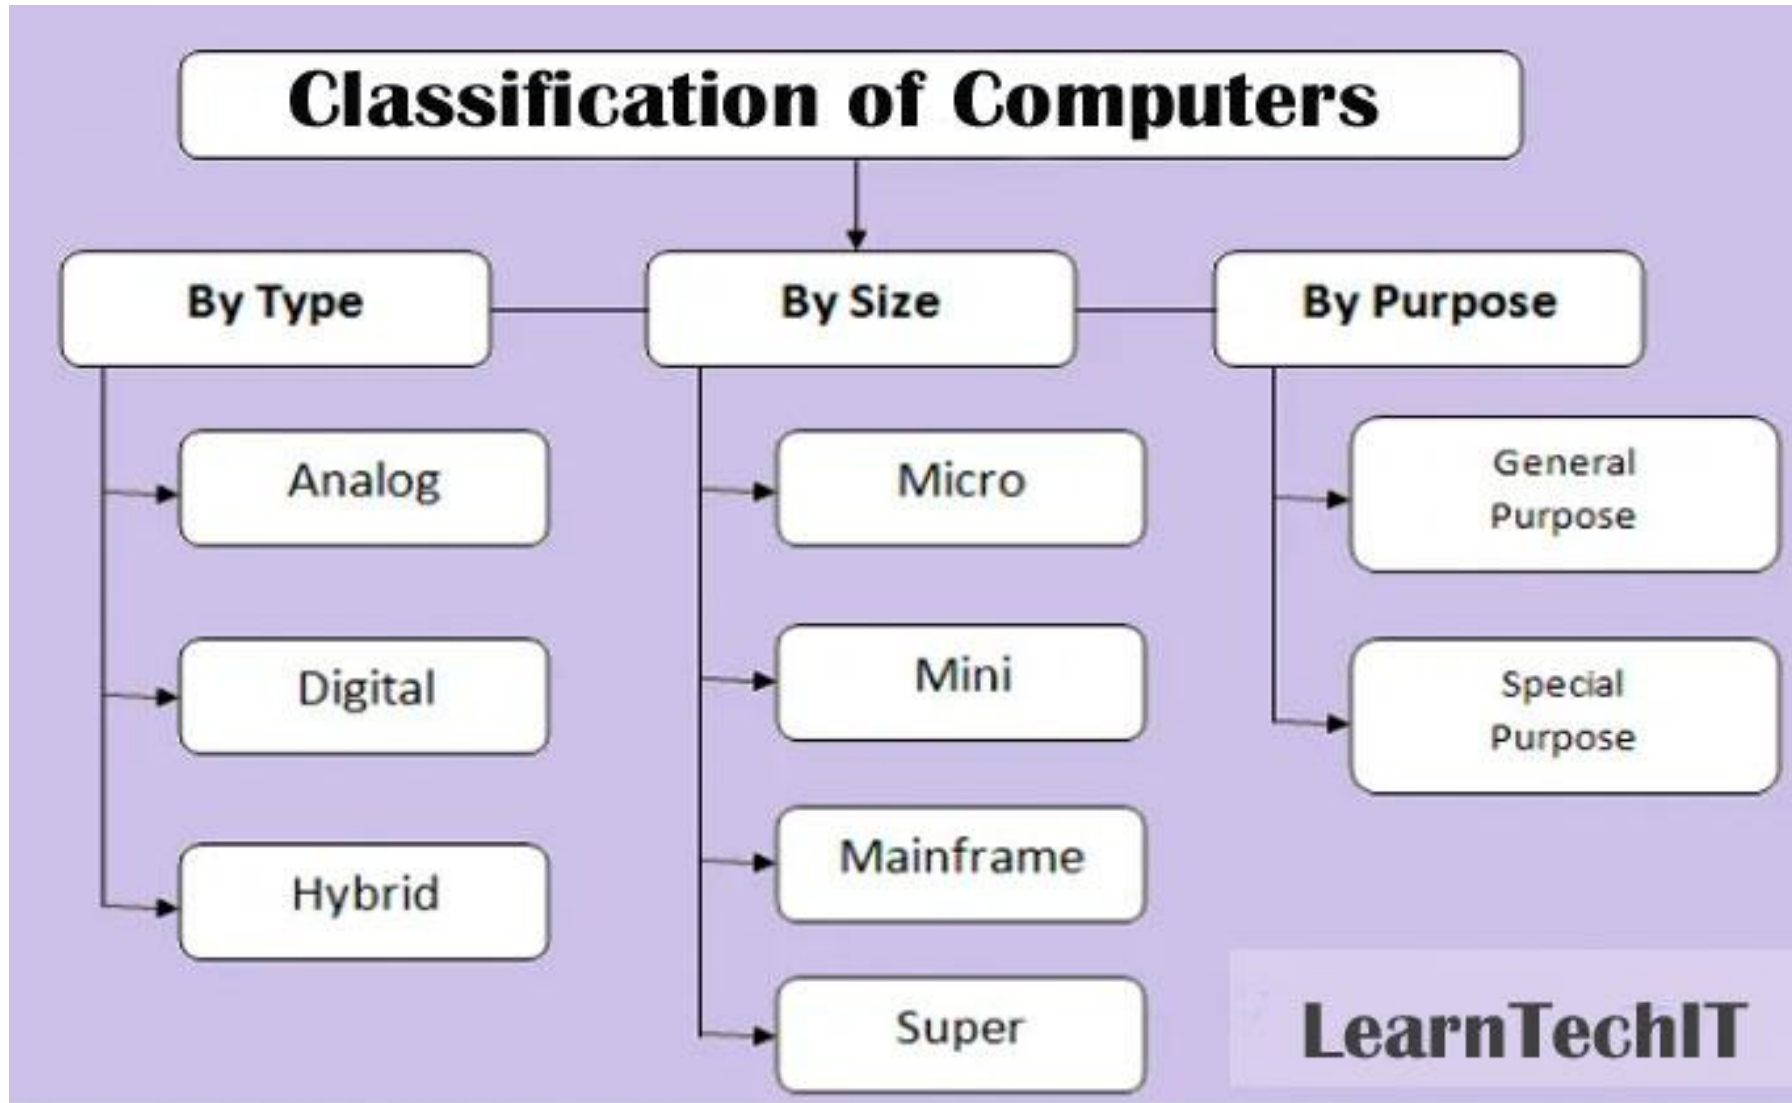 Classification of Computers
By Type
By Size
By Purpose
Analog
Digital
Hybrid
Micro
Mini
Mainframe
Super
General
Purpose
Special
Purpose
LearnTechIT